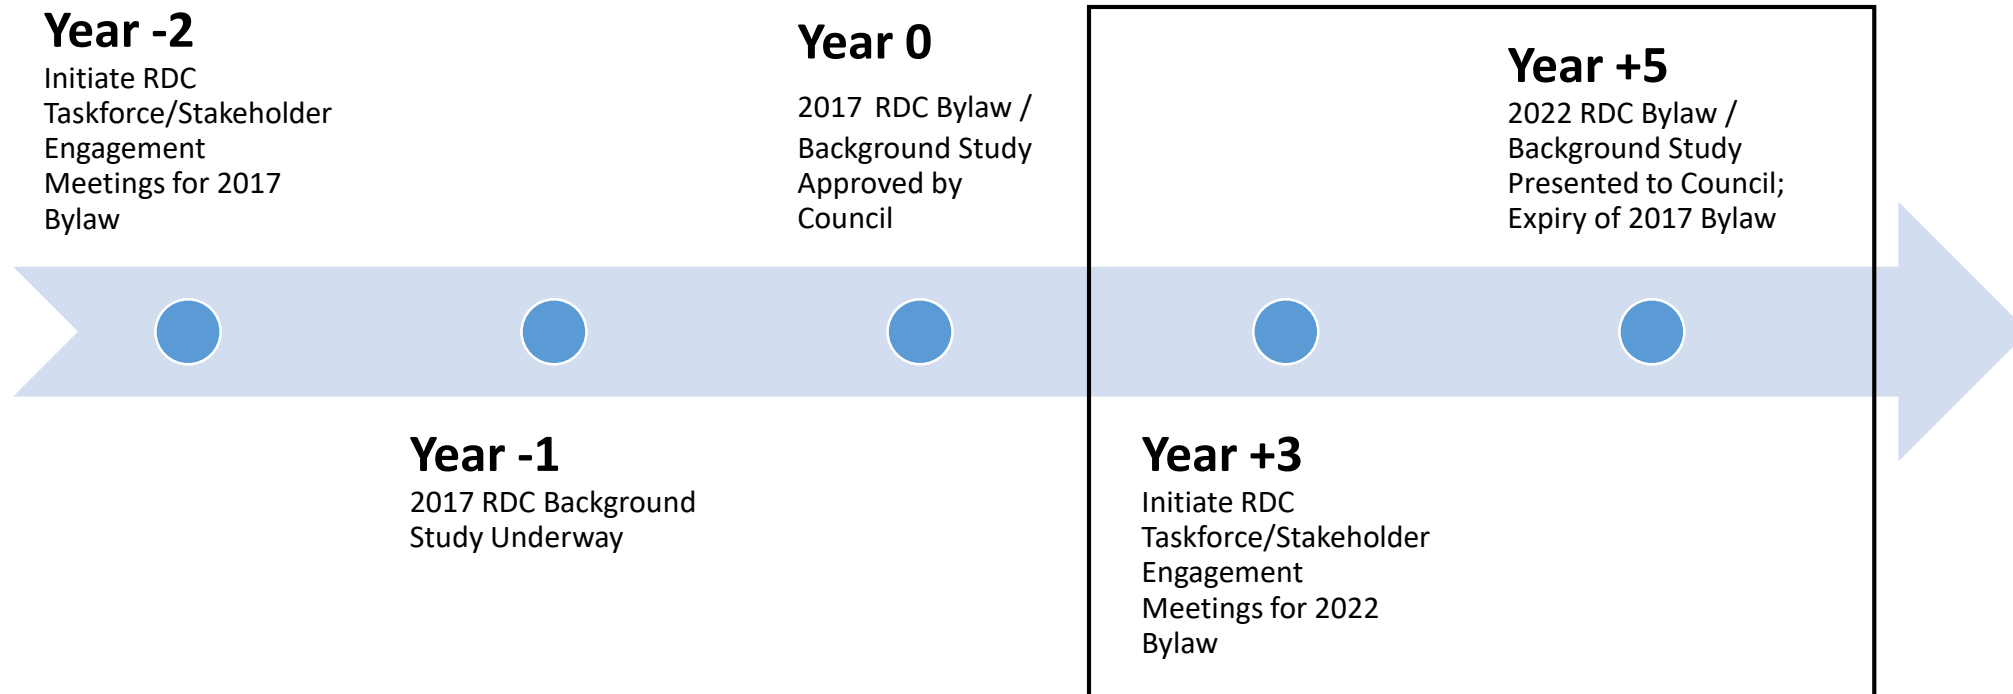 Year -2
Initiate RDC
Taskforce/Stakeholder
Engagement
Meetings for 2017
Bylaw
Year -1
2017 RDC Background
Study Underway
Year 0
2017 RDC Bylaw /
Background Study
Approved by
Council
Year +3
Initiate RDC
Taskforce/Stakeholder
Engagement
Meetings for 2022
Bylaw
Year +5
2022 RDC Bylaw /
Background Study
Presented to Council;
Expiry of 2017 Bylaw